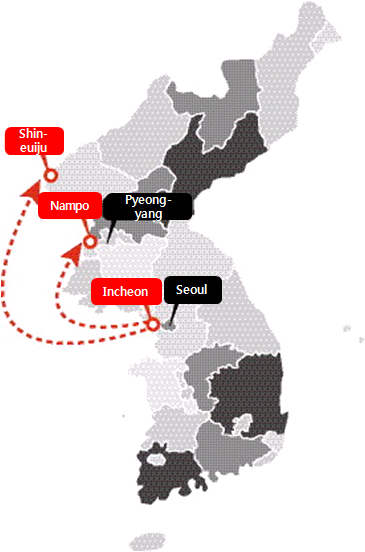 Shin-
euiju
Nampo
Pyeong-
yang
Incheon
Seoul